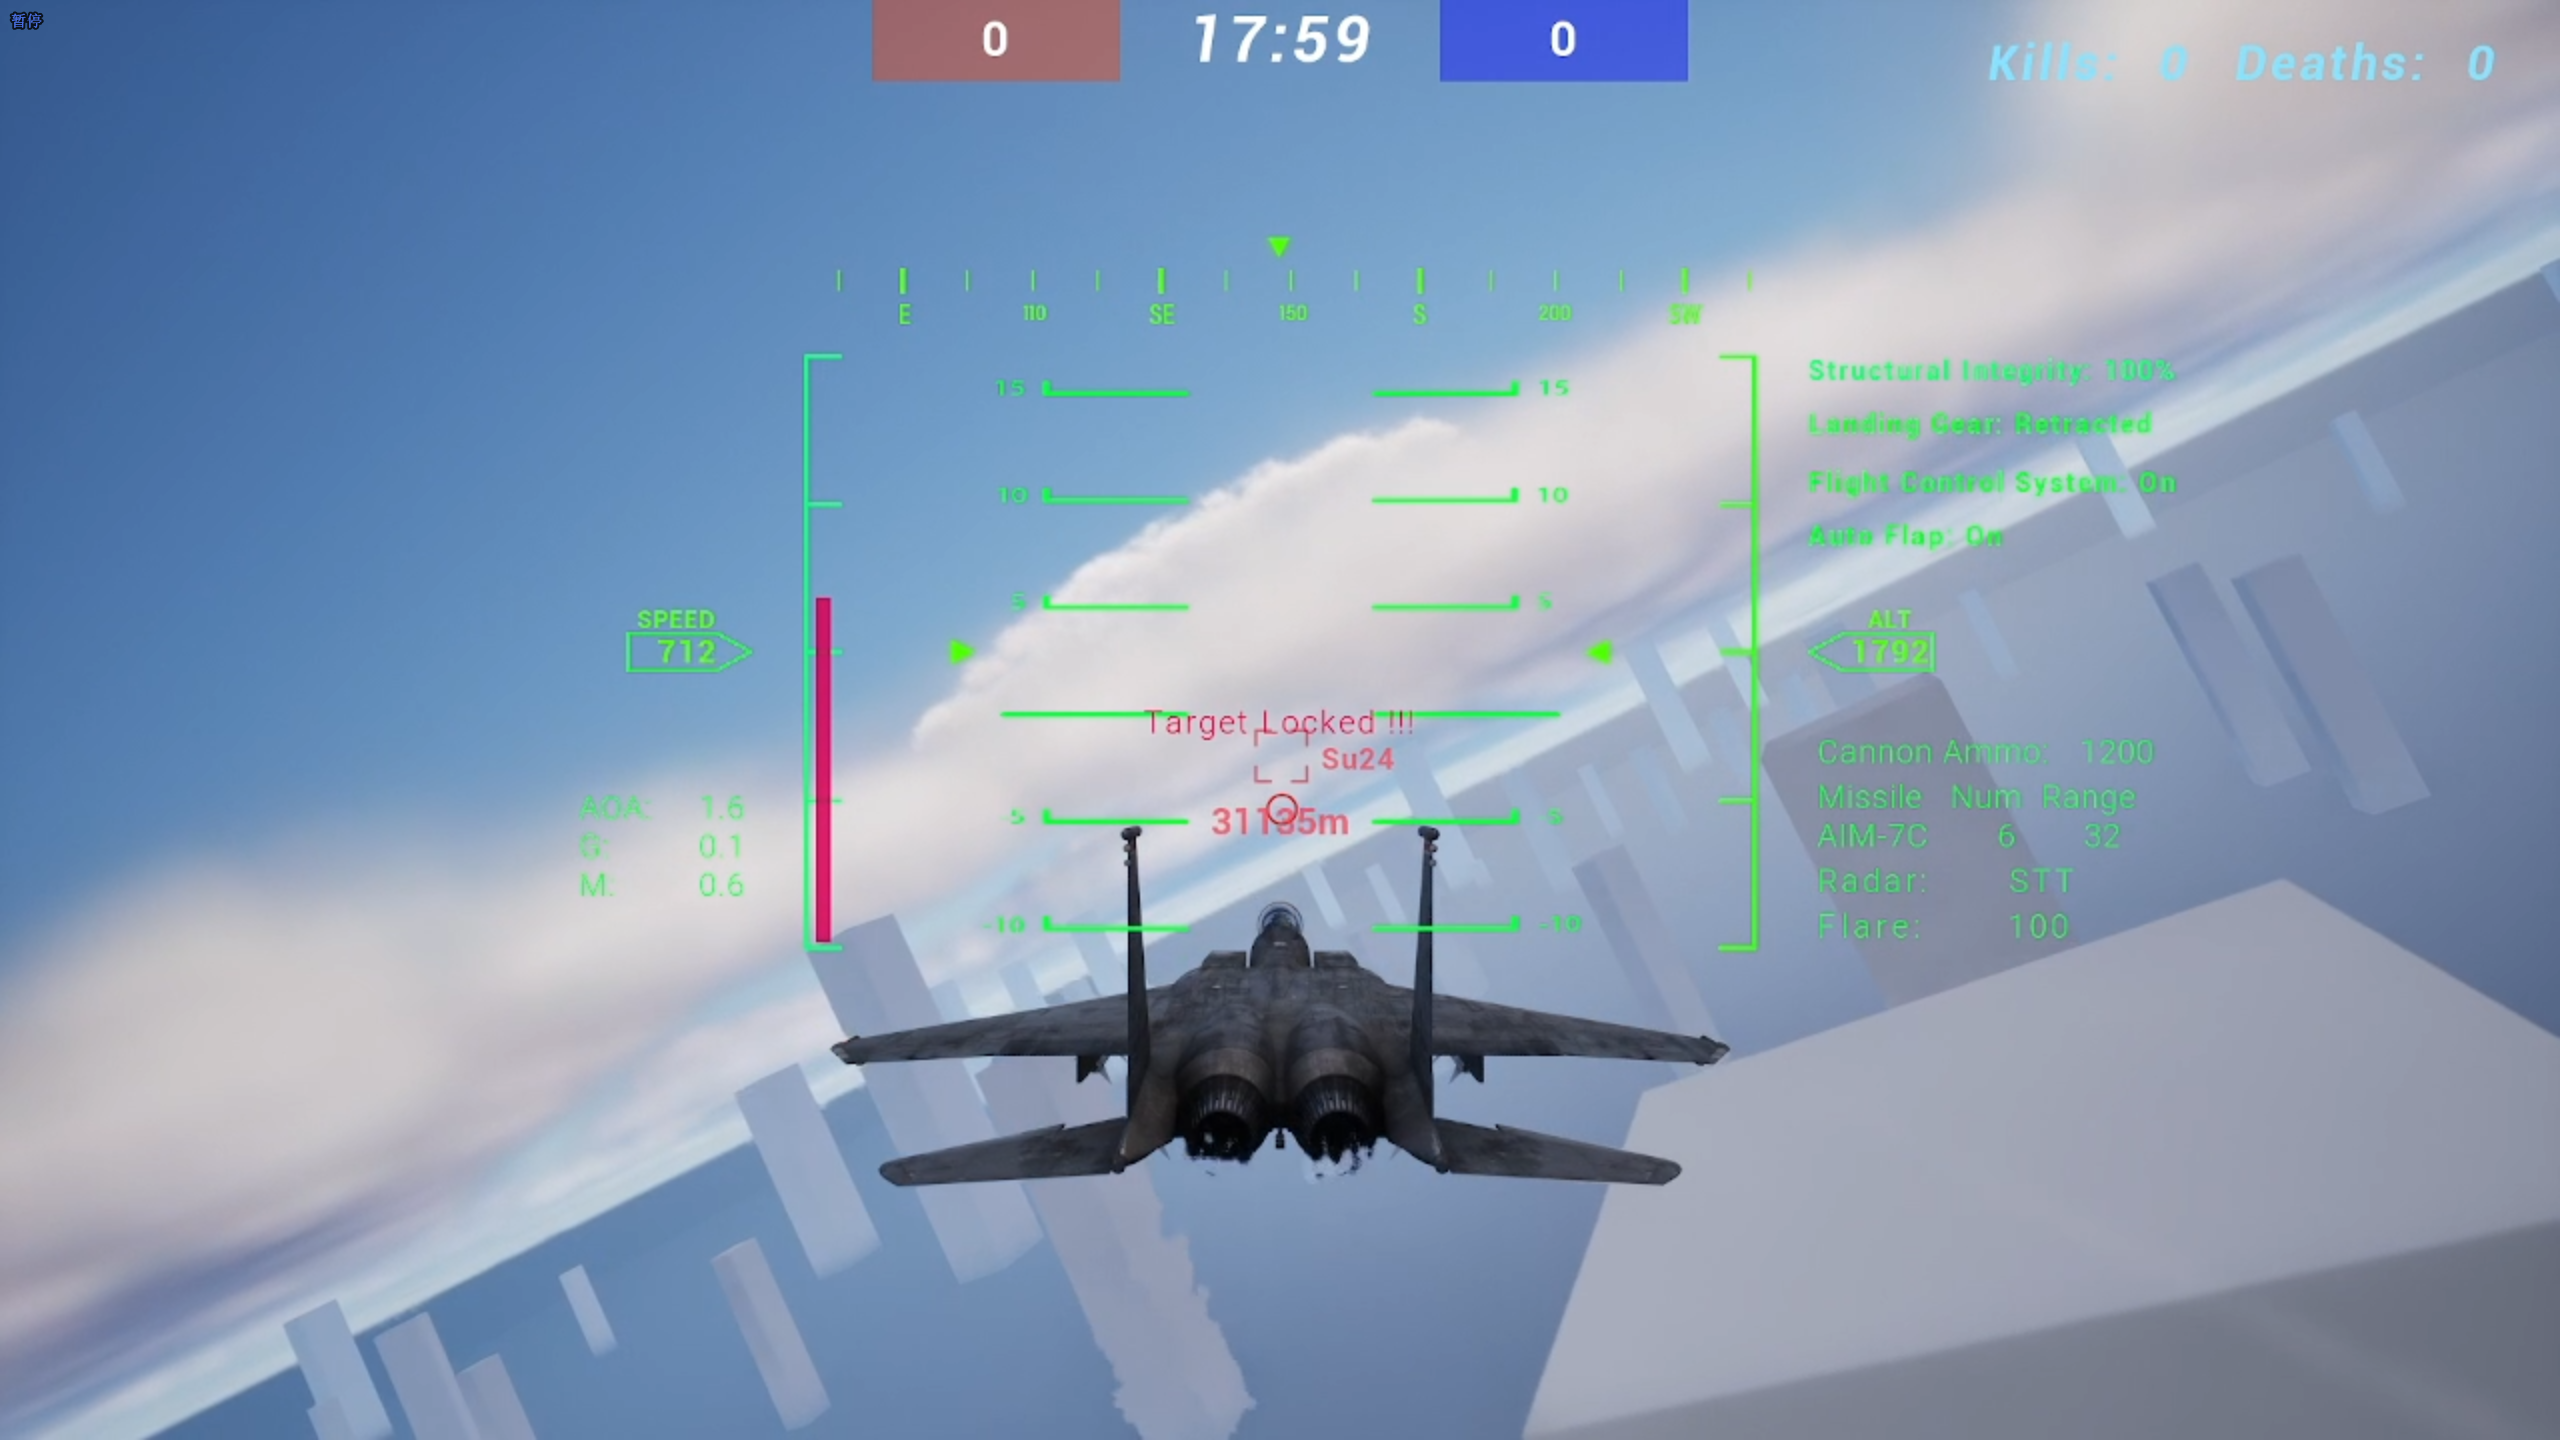 暂停
0 17:59 0
Kills: 0 Deaths: 0
E 110 SE 150 S 200 SW
15 15
10 10
5 5
Structural Integrity: 100%
Landing Gear: Retracted
Flight Control System: On
Auto Flap: On
SPEED
712
ALT
1792
Target Locked !!!
Su24
31135m
-5 -5
-10 -10
AOA: 1.6
G: 0.1
M: 0.6
Cannon Ammo: 1200
Missile Num Range
AIM-7C 6 32
Radar: STT
Flare: 100